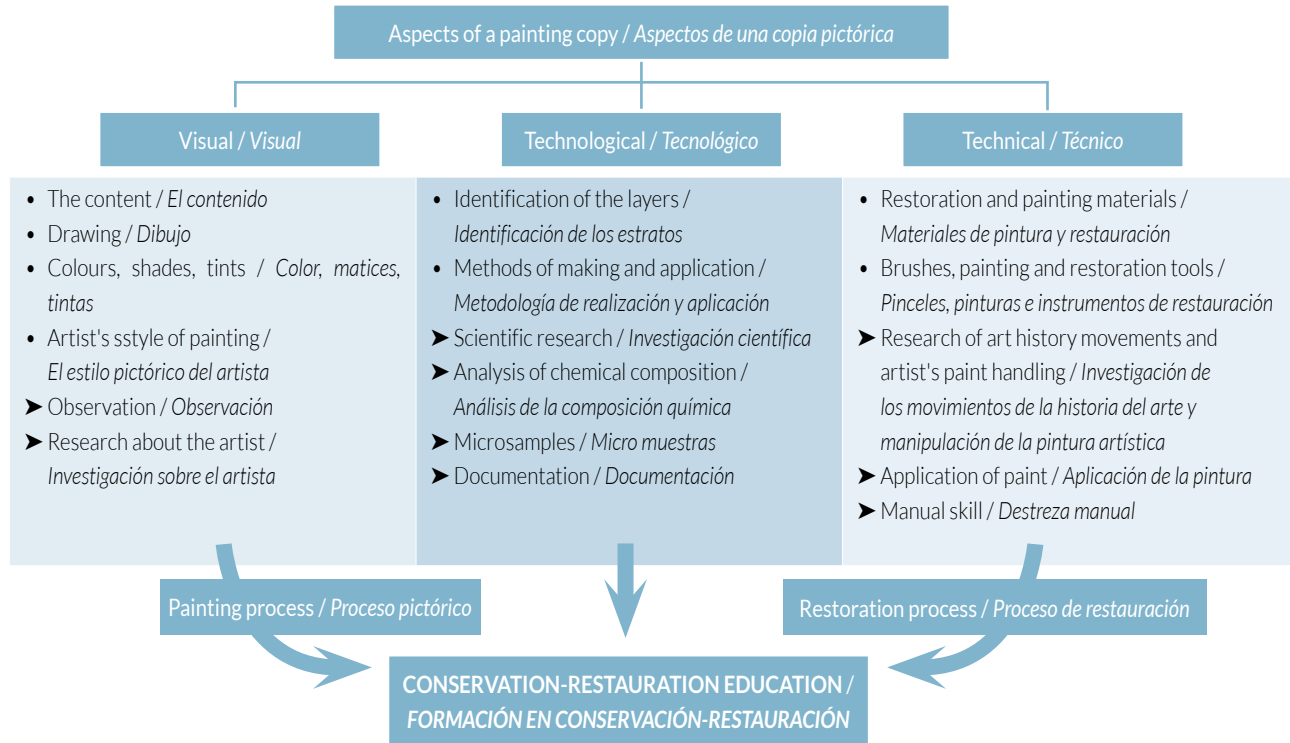 Aspects of a painting copy / Aspectos de una copia pictórica
Visual / Visual
Technological / Tecnológico
Technical / Técnico
• The content / El contenido
• Drawing / Dibujo
• Colours, shades, tints / Color, matices,
tintas
• Artist's sstyle of painting /
El estilo pictórico del artista
➤ Observation / Observación
➤ Research about the artist /
Investigación sobre el artista
• Identification of the layers /
Identificación de los estratos
• Methods of making and application /
Metodología de realización y aplicación
➤ Scientific research / Investigación científica
➤ Analysis of chemical composition /
Análisis de la composición química
➤ Microsamples / Micro muestras
➤ Documentation / Documentación
• Restoration and painting materials /
Materiales de pintura y restauración
• Brushes, painting and restoration tools /
Pinceles, pinturas e instrumentos de restauración
➤ Research of art history movements and
artist's paint handling / Investigación de
los movimientos de la historia del arte y
manipulación de la pintura artística
➤ Application of paint / Aplicación de la pintura
➤ Manual skill / Destreza manual
Painting process / Proceso pictórico
Restoration process / Proceso de restauración
CONSERVATION-RESTAURATION EDUCATION /
FORMACIÓN EN CONSERVACIÓN-RESTAURACIÓN